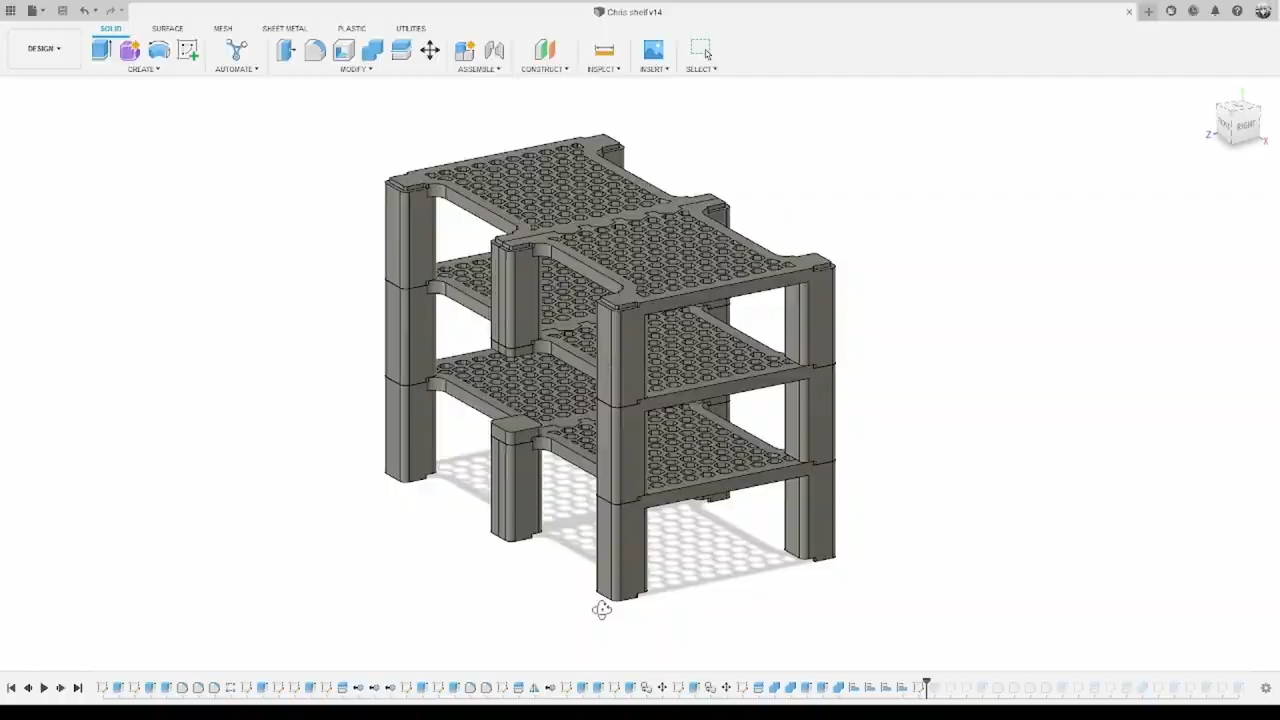 Chris shelf v14
SOLID SURFACE MESH SHEET METAL PLASTIC UTILITIES
DESIGN
CREATE AUTOMATE MODIFY ASSEMBLE CONSTRUCT INSPECT INSERT SELECT
RIGHT
Z
X